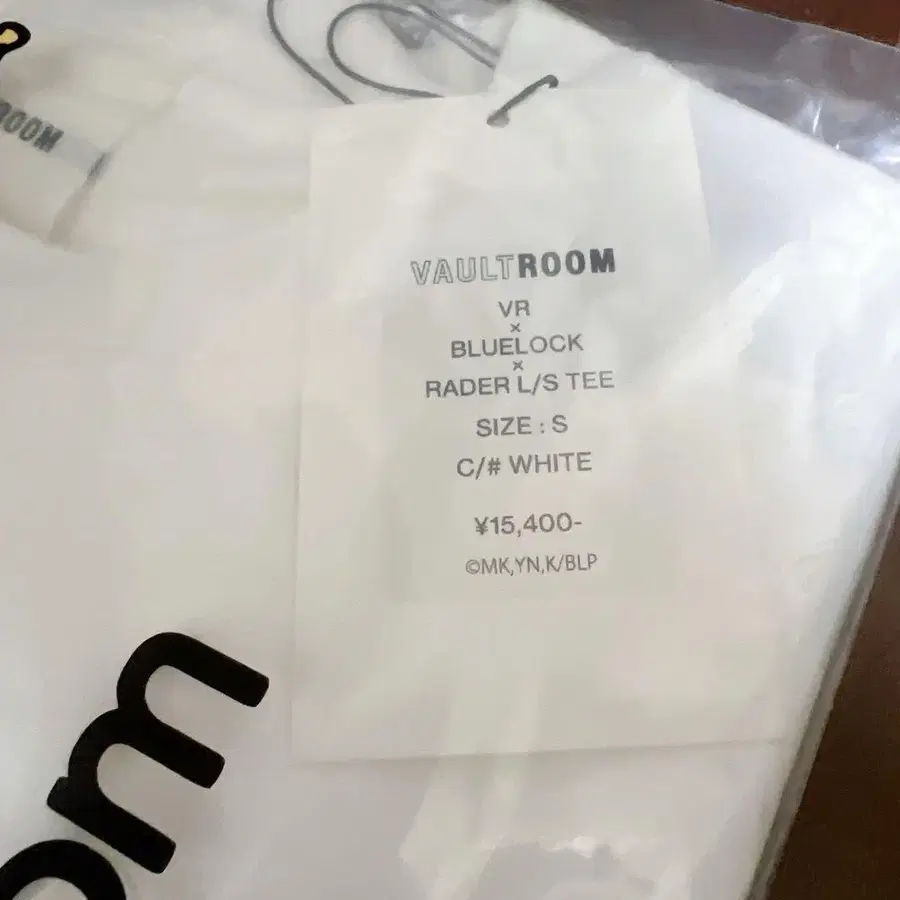 ROOM
VAULTROOM
VR
×
BLUELOCK
×
RADER L/S TEE
SIZE : S
C/# WHITE
¥15,400-
©MK,YN,K/BLP
om